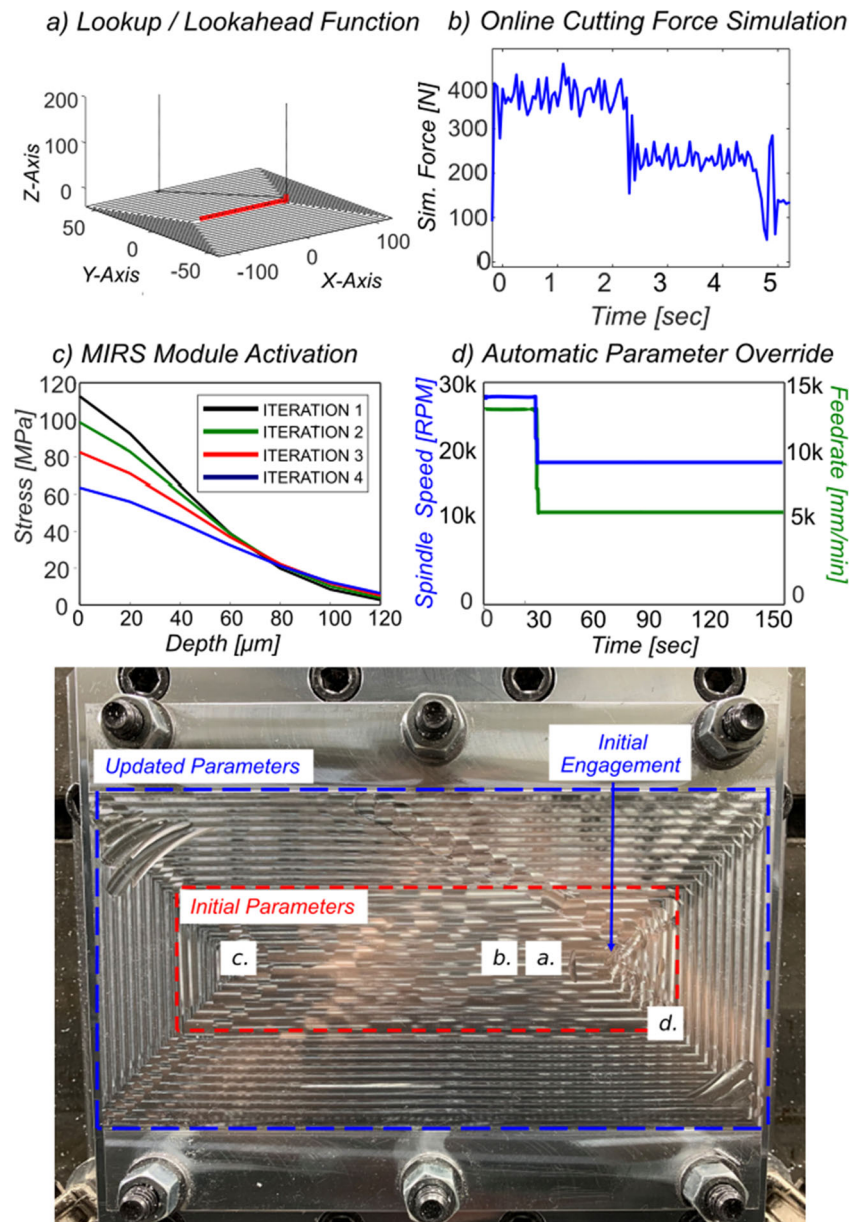 a) Lookup / Lookahead Function
200
100
0
Z-Axis
50
0
-50
Y-Axis
-100
0
100
X-Axis
b) Online Cutting Force Simulation
400
300
200
100
0
Sim. Force [N]
0 1 2 3 4 5
Time [sec]
c) MIRS Module Activation
120
100
80
60
40
20
0
Stress [MPa]
ITERATION 1
ITERATION 2
ITERATION 3
ITERATION 4
0 20 40 60 80 100 120
Depth [µm]
d) Automatic Parameter Override
30k
20k
10k
0
Spindle Speed [RPM]
15k
10k
5k
0
Feedrate [mm/min]
0 30 60 90 120 150
Time [sec]
Updated Parameters
Initial
Engagement
Initial Parameters
c.
b.
a.
d.